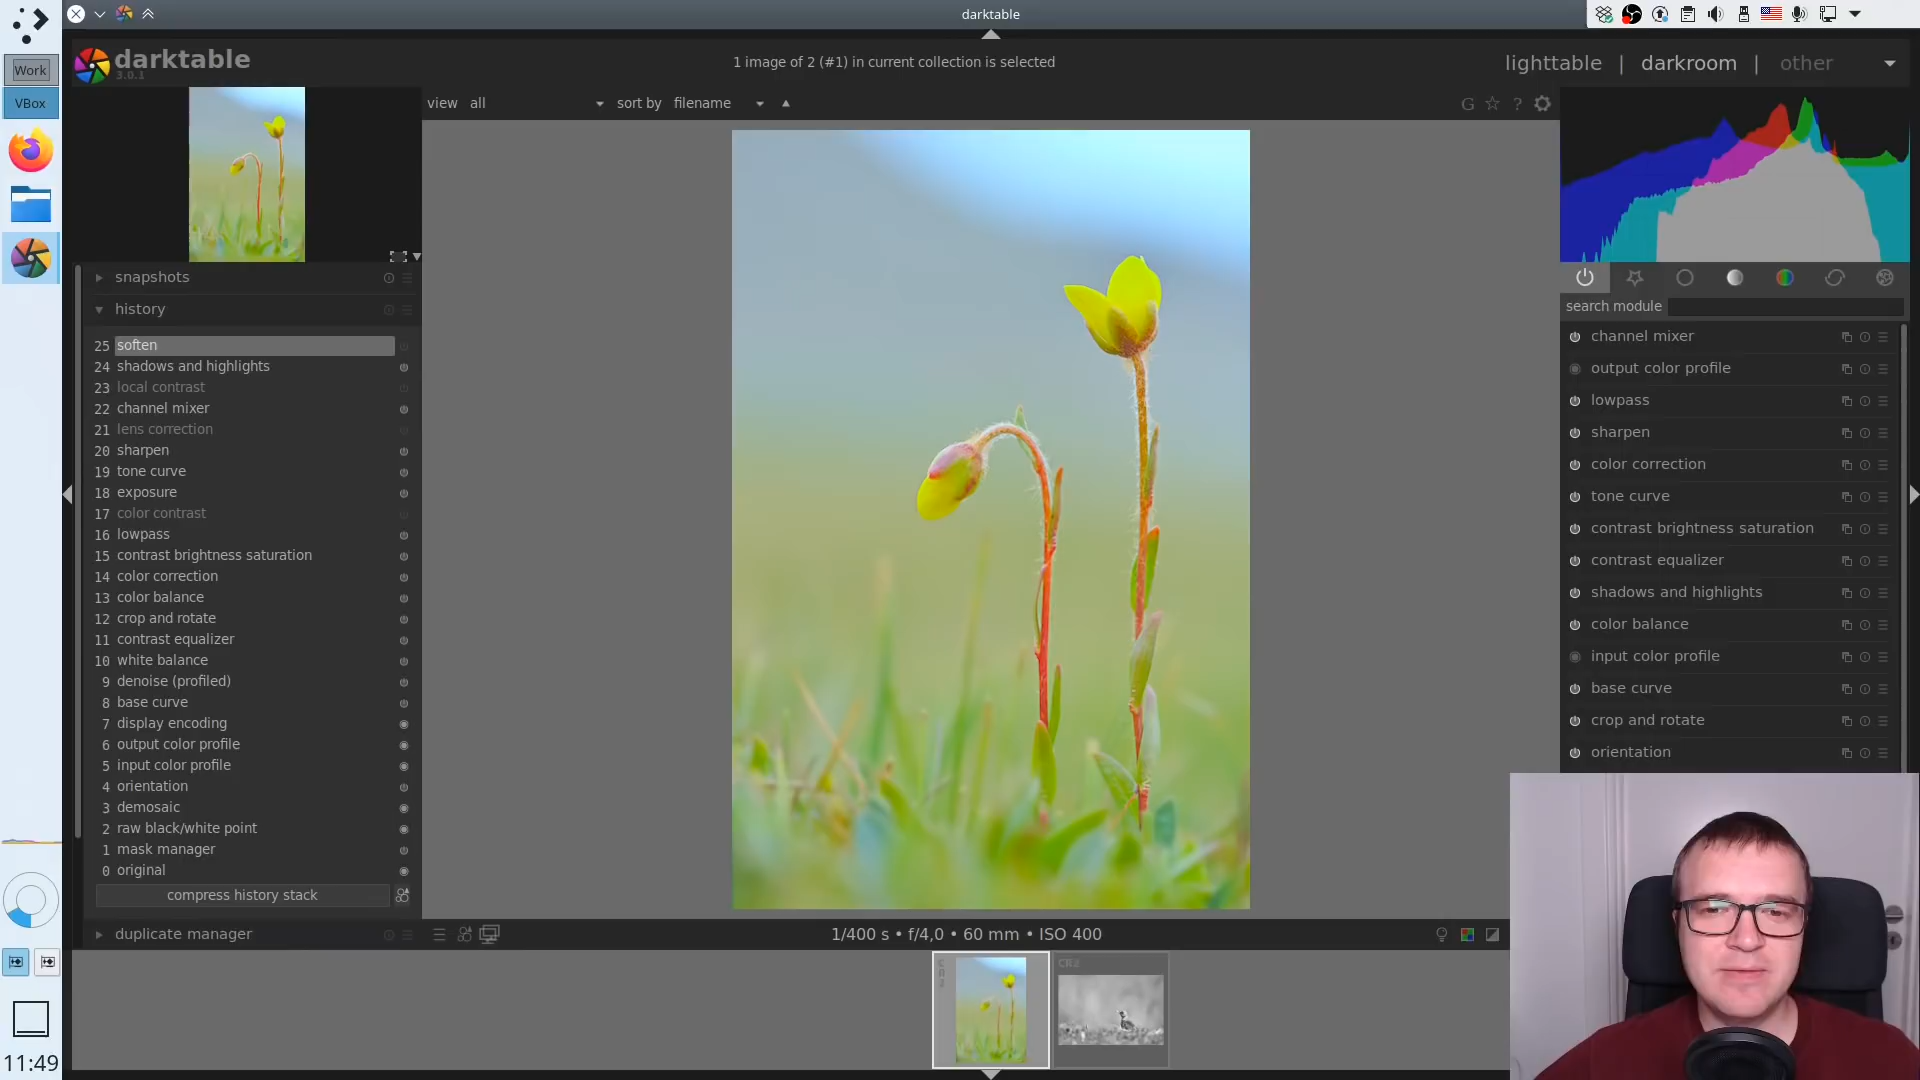 darktable
Work
VBox
darktable
3.0.1
1 image of 2 (#1) in current collection is selected
lighttable | darkroom | other
view all
sort by filename
G ☆ ?
snapshots
history
25 soften
24 shadows and highlights
23 local contrast
22 channel mixer
21 lens correction
20 sharpen
19 tone curve
18 exposure
17 color contrast
16 lowpass
15 contrast brightness saturation
14 color correction
13 color balance
12 crop and rotate
11 contrast equalizer
10 white balance
9 denoise (profiled)
8 base curve
7 display encoding
6 output color profile
5 input color profile
4 orientation
3 demosaic
2 raw black/white point
1 mask manager
0 original
compress history stack
duplicate manager
search module
channel mixer
output color profile
lowpass
sharpen
color correction
tone curve
contrast brightness saturation
contrast equalizer
shadows and highlights
color balance
input color profile
base curve
crop and rotate
orientation
1/400 s • f/4,0 • 60 mm • ISO 400
CR2
CR2
11:49